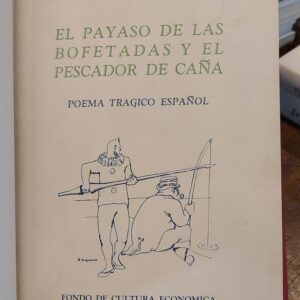 EL PAYASO DE LAS
BOFETADAS Y EL
PESCADOR DE CAÑA
POEMA TRAGICO ESPAÑOL
FONDO DE CULTURA ECONOMICA